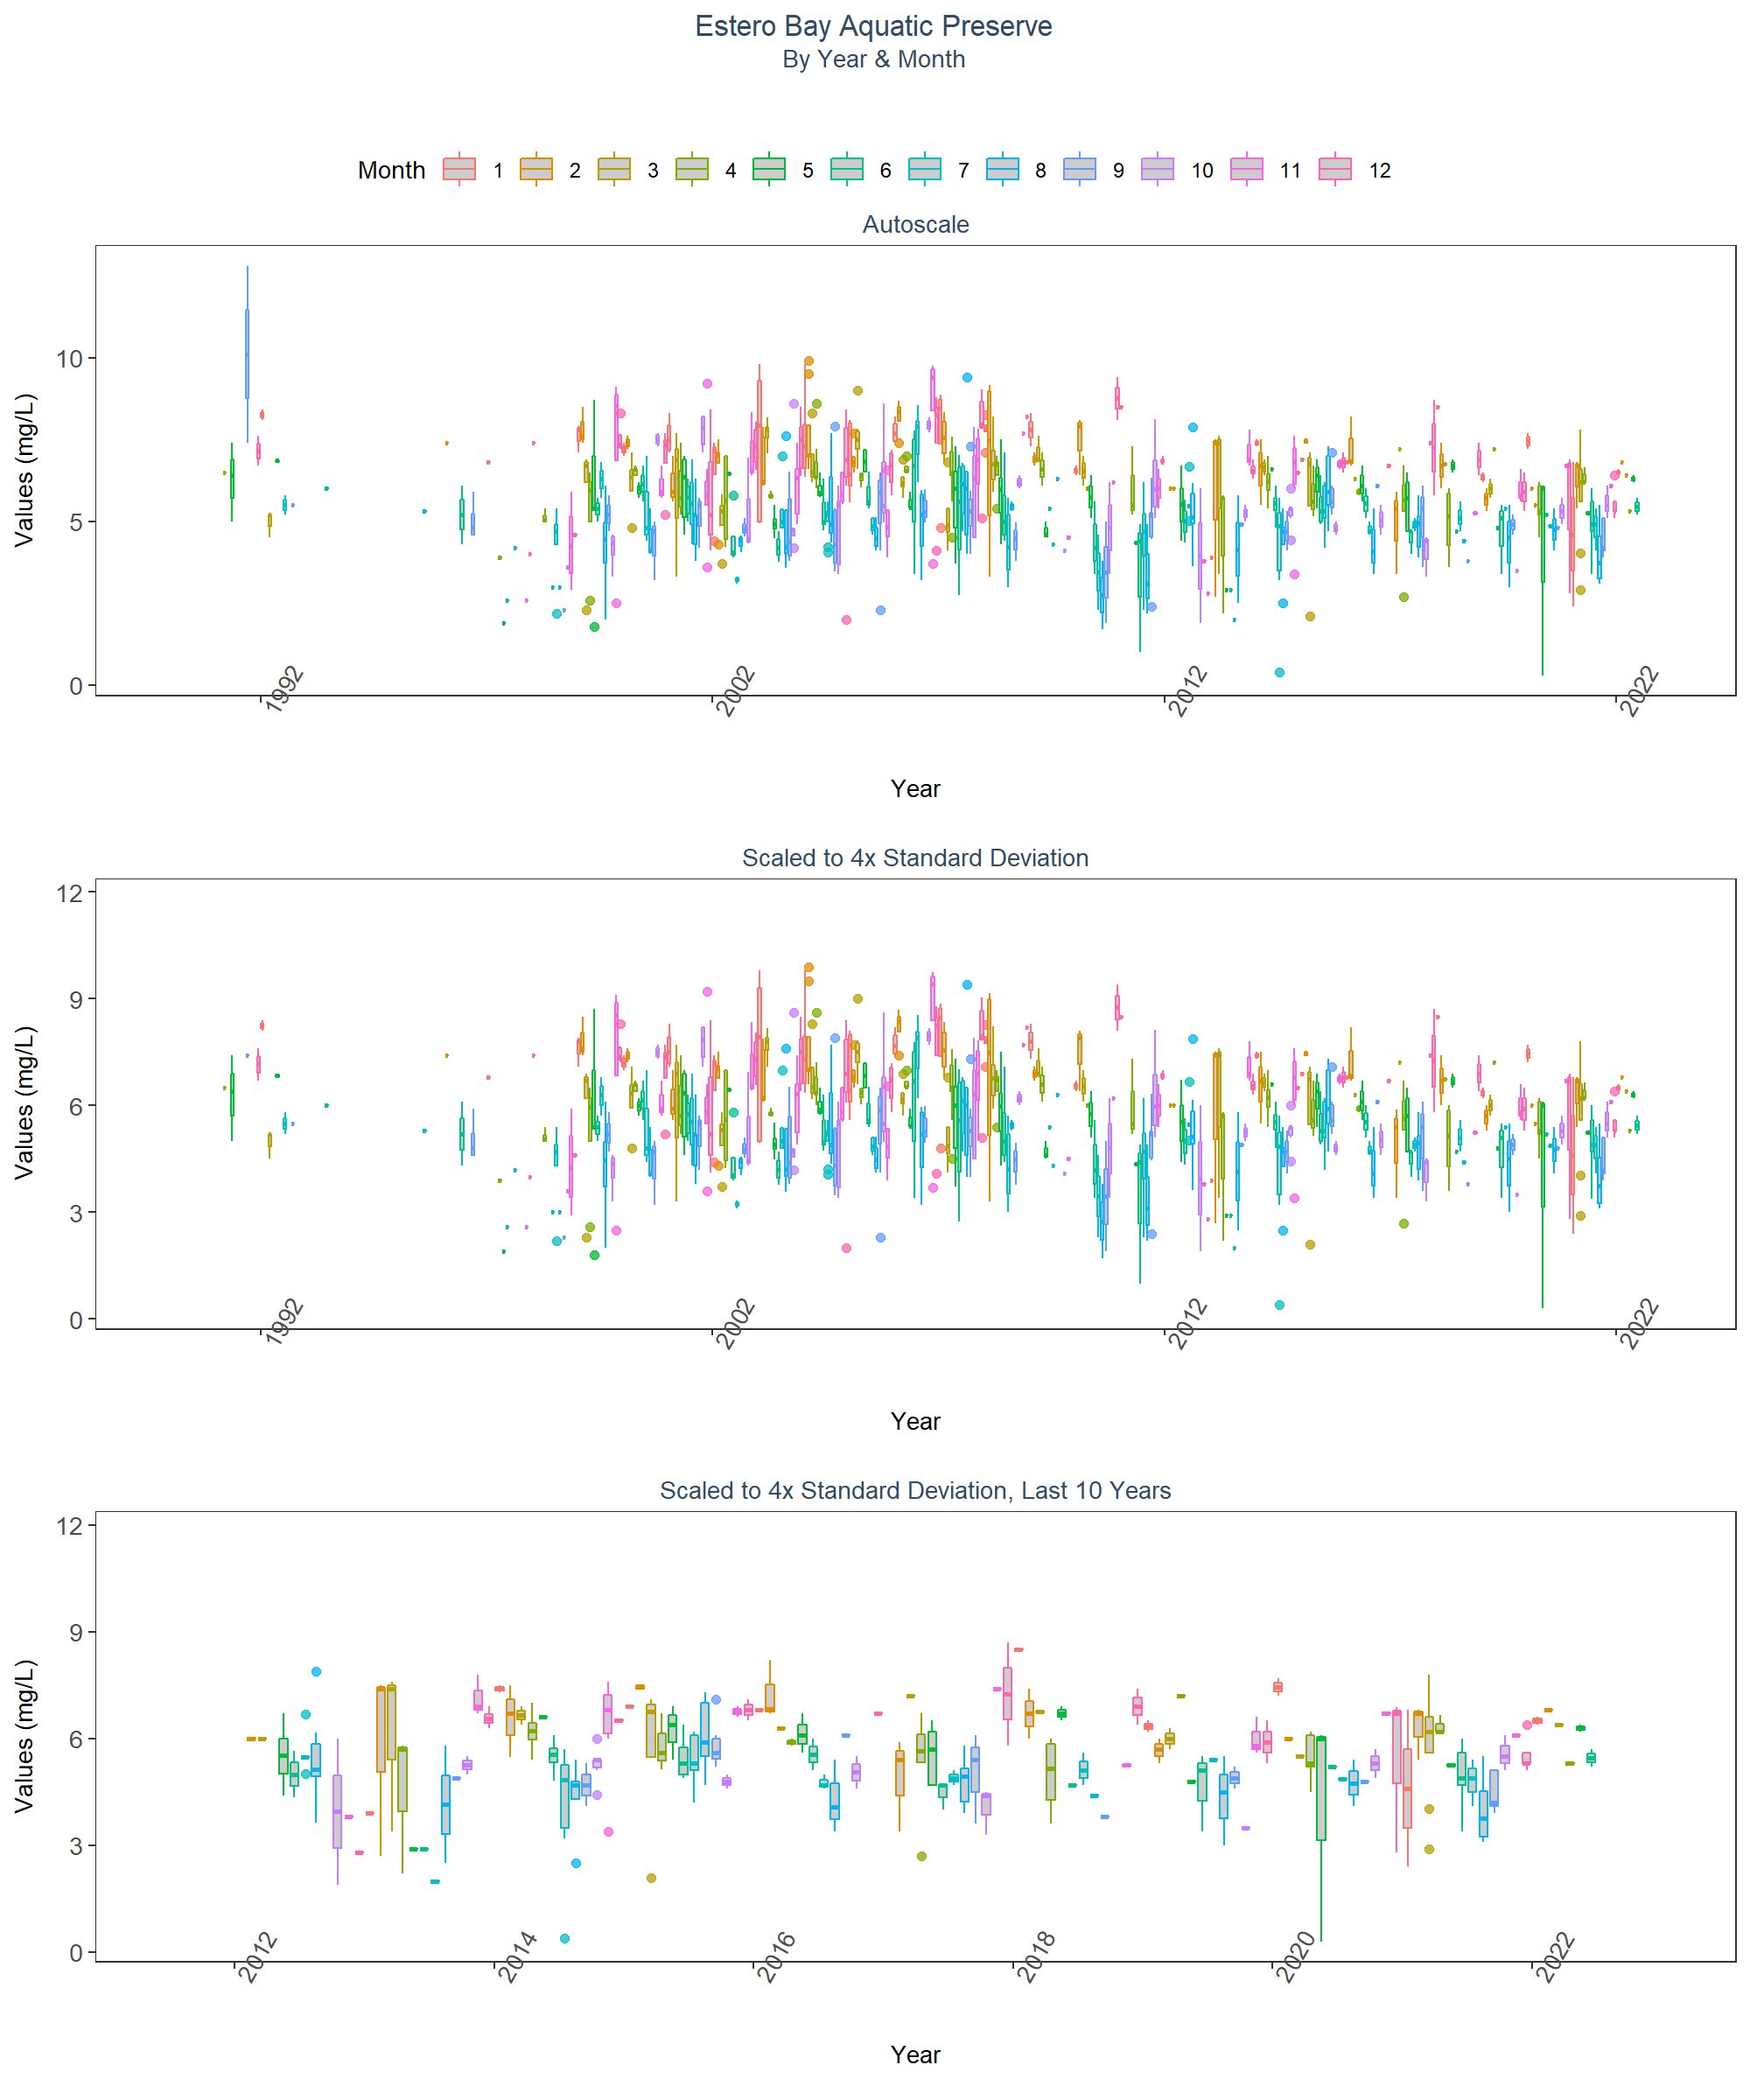 Estero Bay Aquatic Preserve
By Year & Month
Month 1 2 3 4 5 6 7 8 9 10 11 12
Autoscale
Values (mg/L)
10
5
0
1992 2002 2012 2022
Year
Scaled to 4x Standard Deviation
Values (mg/L)
12
9
6
3
0
1992 2002 2012 2022
Year
Scaled to 4x Standard Deviation, Last 10 Years
Values (mg/L)
12
9
6
3
0
2012 2014 2016 2018 2020 2022
Year